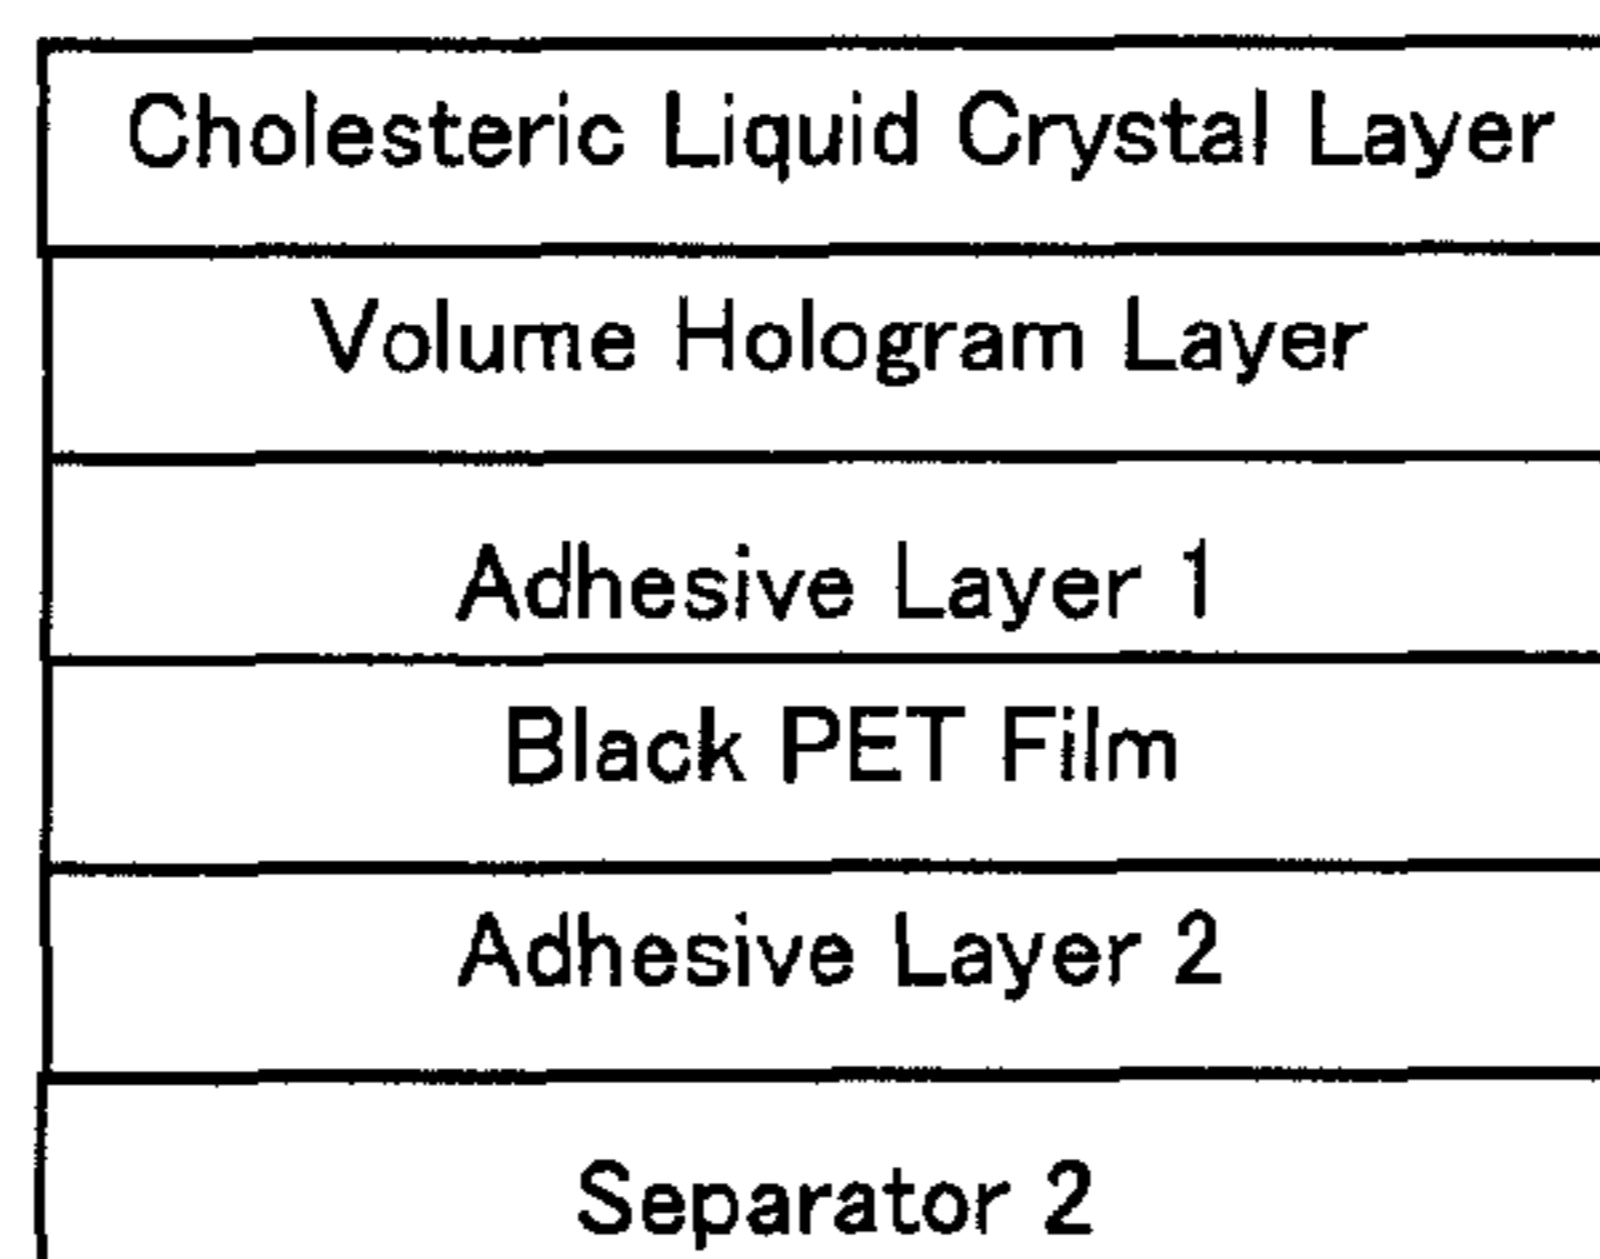 Cholesteric Liquid Crystal Layer
Volume Hologram Layer
Adhesive Layer 1
Black PET Film
Adhesive Layer 2
Separator 2